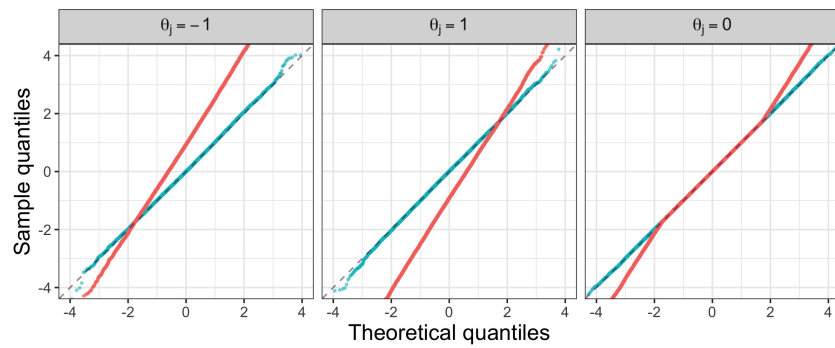 θj = − 1
θj = 1
θj = 0
Sample quantiles
4
2
0
-2
-4
-4 -2 0 2 4
-4 -2 0 2 4
-4 -2 0 2 4
Theoretical quantiles